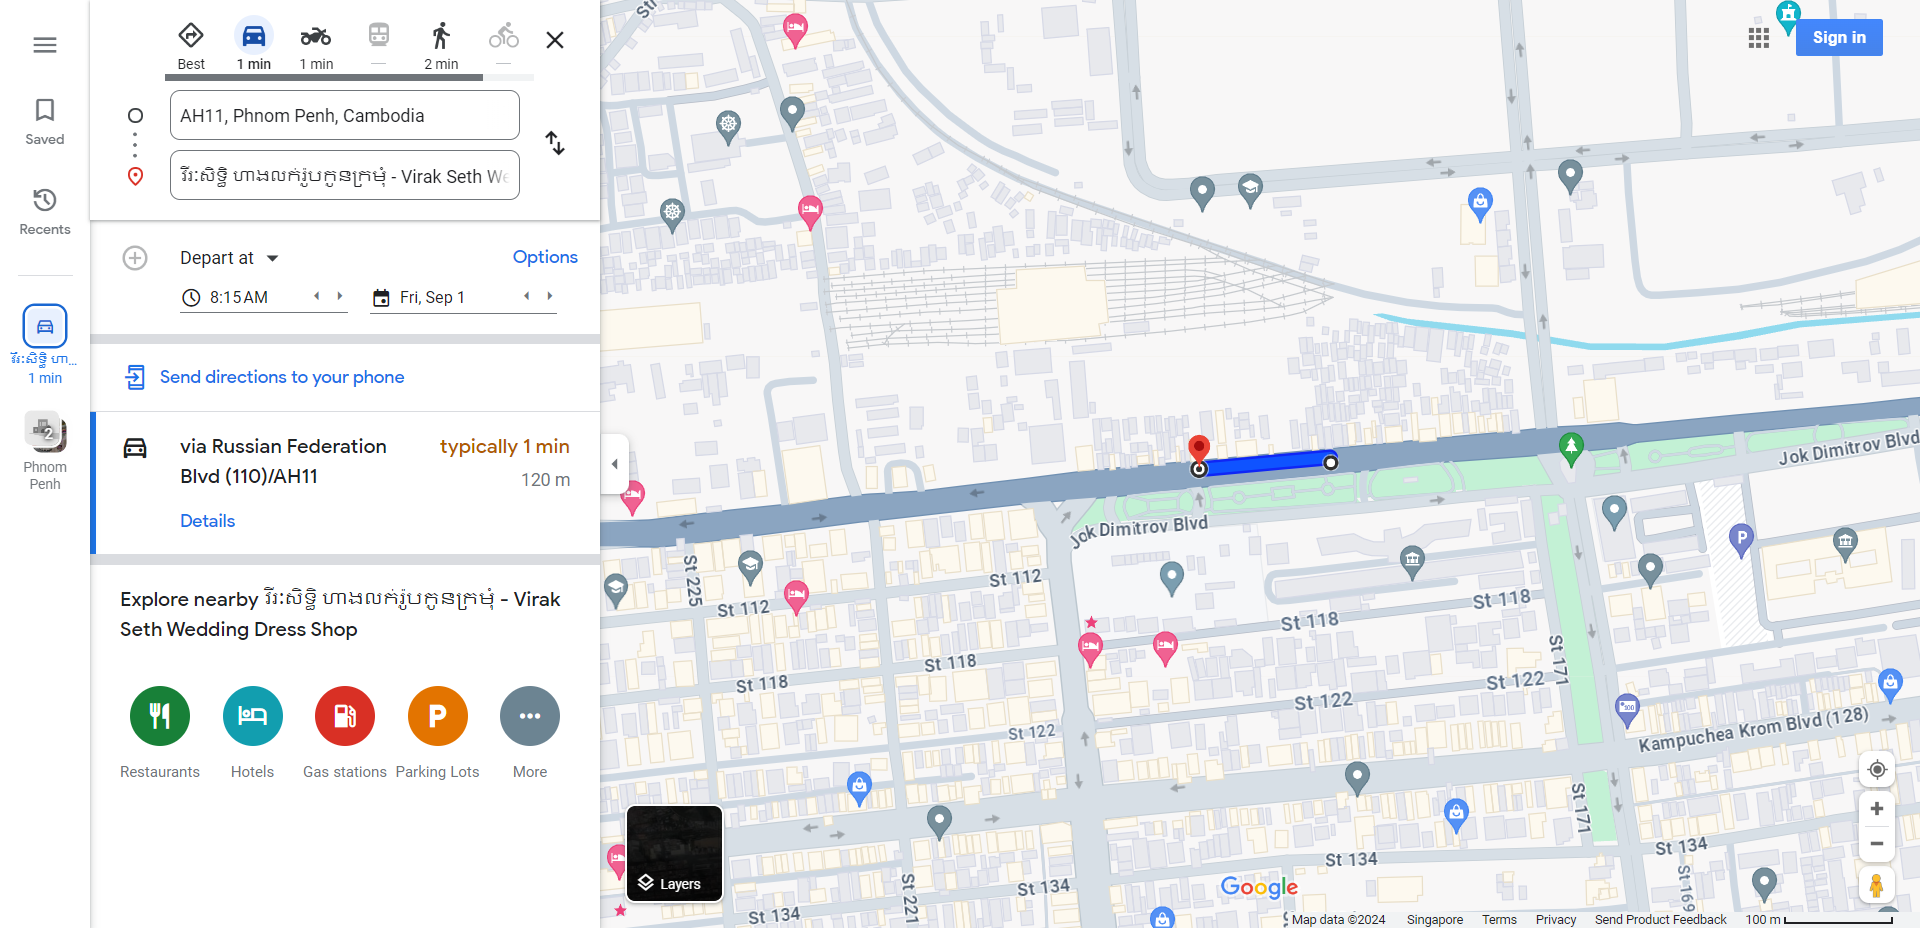 Best
1 min
1 min
—
2 min
—
Sign in
AH11, Phnom Penh, Cambodia
វីរៈសិទ្ធិ ហាងលក់រ៉ូបកូនក្រមុំ - Virak Seth We
Saved
Recents
វីរៈសិទ្ធិ ហា...
1 min
2
Phnom
Penh
Depart at
Options
8:15 AM
Fri, Sep 1
Send directions to your phone
via Russian Federation
Blvd (110)/AH11
typically 1 min
120 m
Details
Explore nearby វីរៈសិទ្ធិ ហាងលក់រ៉ូបកូនក្រមុំ - Virak
Seth Wedding Dress Shop
P
Restaurants
Hotels
Gas stations
Parking Lots
More
Layers
Jok Dimitrov Blvd
Jok Dimitrov Blvd
P
St 225
St 112
St 112
St 118
St 118
St 118
St 118
St 171
St 122
St 122
St 122
Kampuchea Krom Blvd (128)
St 171
St 134
St 134
St 134
St 134
St 221
St 169
Google
Map data ©2024
Singapore
Terms
Privacy
Send Product Feedback
100 m